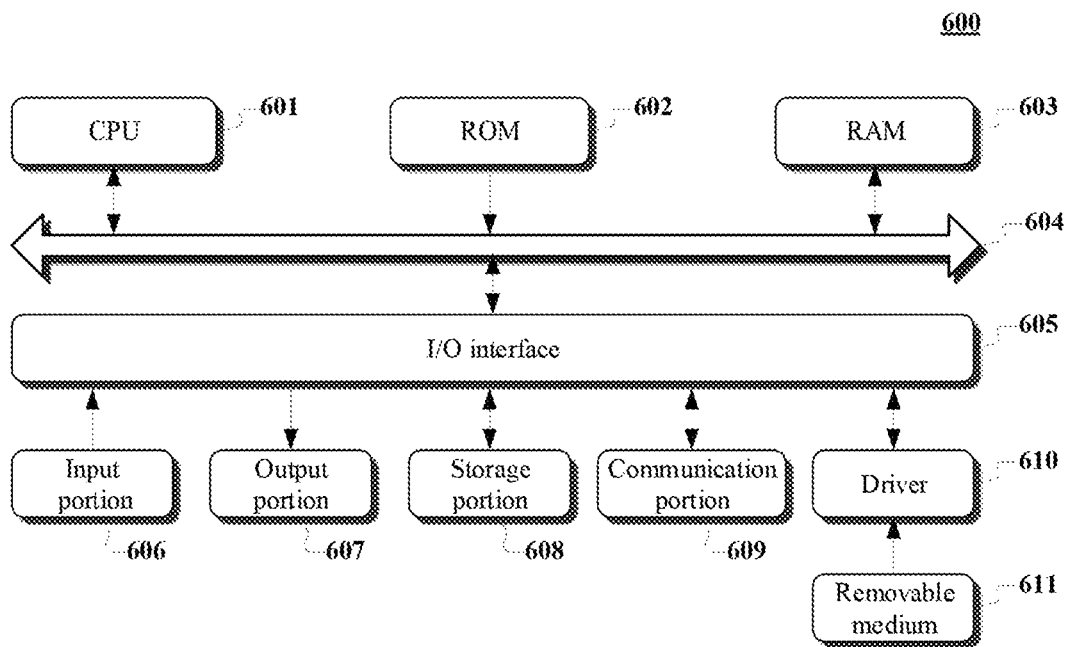 600
CPU
601
ROM
602
RAM
603
604
I/O interface
605
Input
portion
606
Output
portion
607
Storage
portion
608
Communication
portion
609
Driver
610
Removable
medium
611